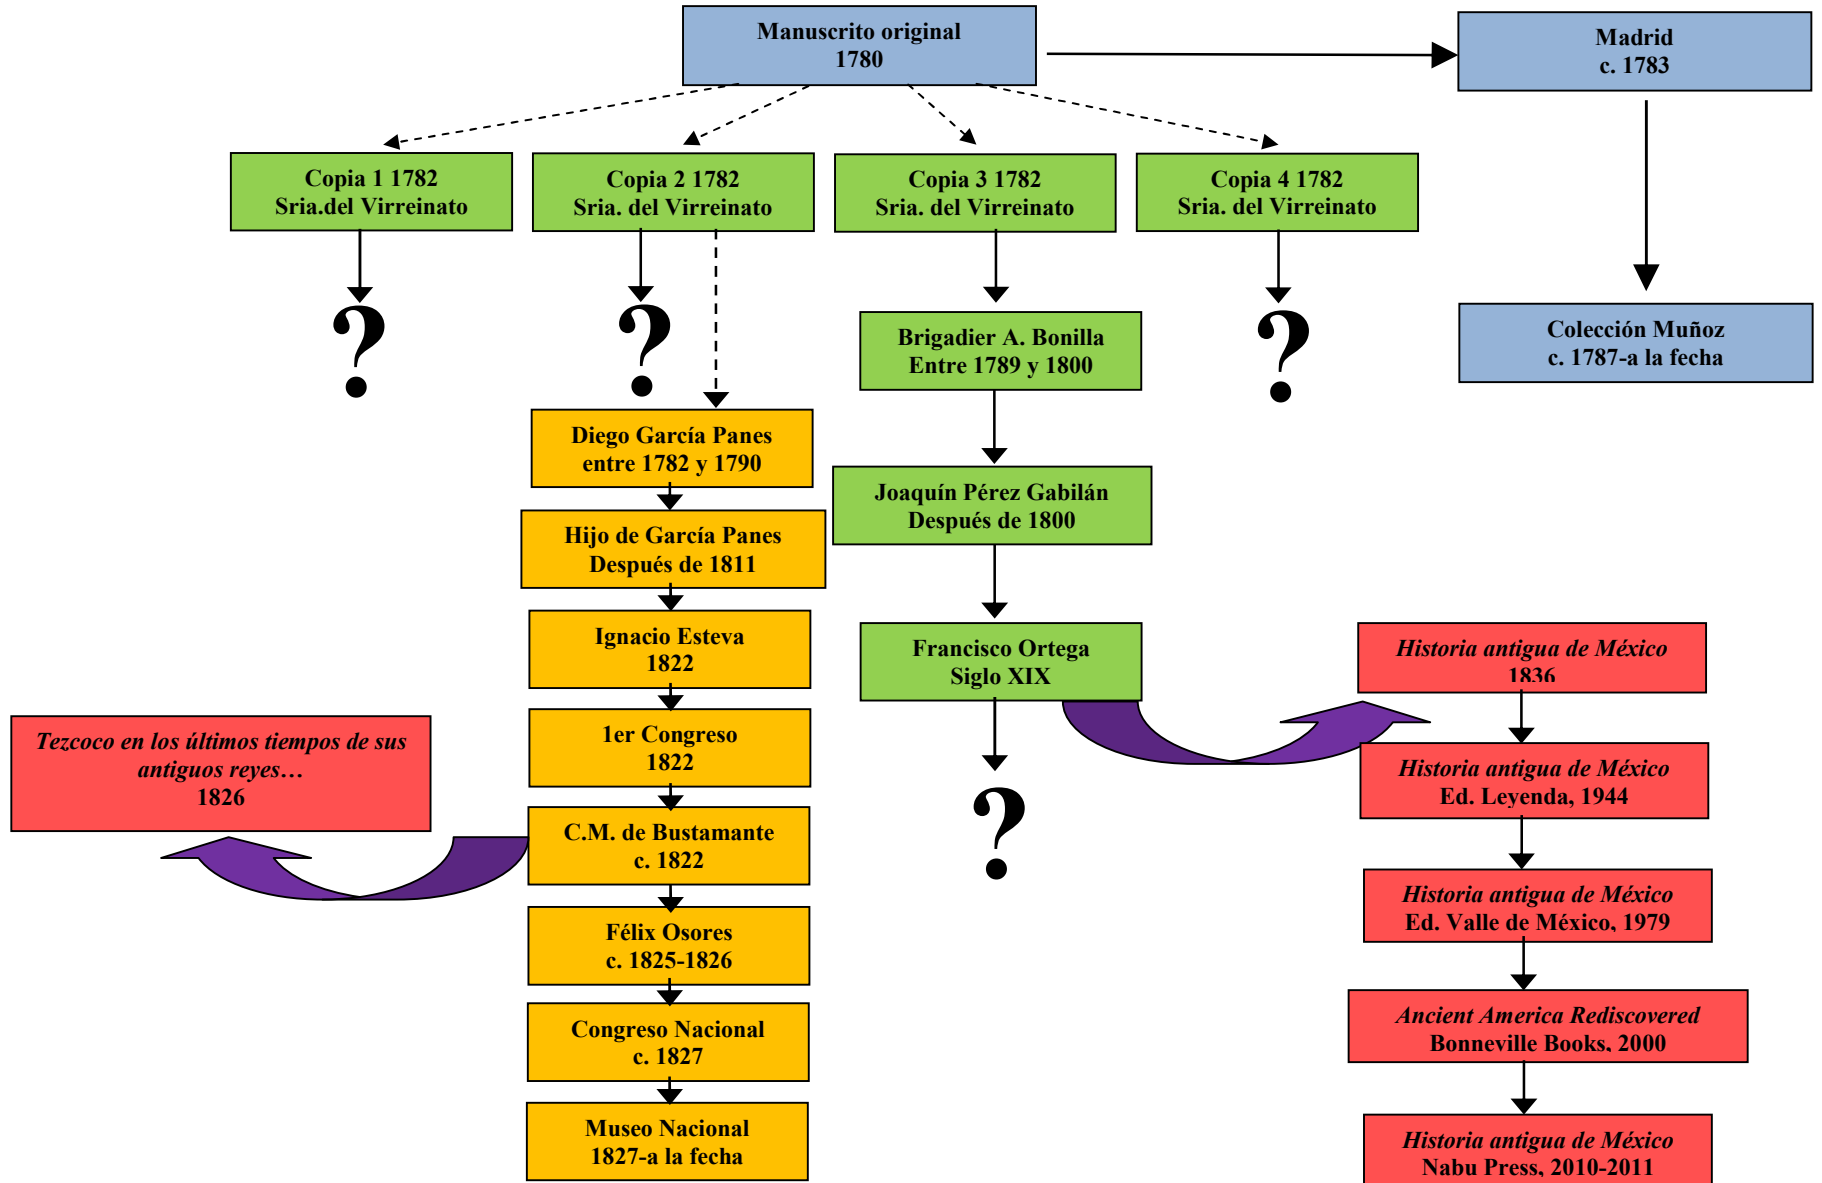 Manuscrito original
1780
Madrid
c. 1783
Copia 1 1782
Sria.del Virreinato
Copia 2 1782
Sria. del Virreinato
Copia 3 1782
Sria. del Virreinato
Copia 4 1782
Sria. del Virreinato
?
?
?
Brigadier A. Bonilla
Entre 1789 y 1800
Colección Muñoz
c. 1787-a la fecha
Diego García Panes
entre 1782 y 1790
Joaquín Pérez Gabilán
Después de 1800
Hijo de García Panes
Después de 1811
Ignacio Esteva
1822
Francisco Ortega
Siglo XIX
Historia antigua de México
1836
Tezcoco en los últimos tiempos de sus
antiguos reyes…
1826
1er Congreso
1822
?
Historia antigua de México
Ed. Leyenda, 1944
C.M. de Bustamante
c. 1822
Historia antigua de México
Ed. Valle de México, 1979
Félix Osores
c. 1825-1826
Ancient America Rediscovered
Bonneville Books, 2000
Congreso Nacional
c. 1827
Museo Nacional
1827-a la fecha
Historia antigua de México
Nabu Press, 2010-2011